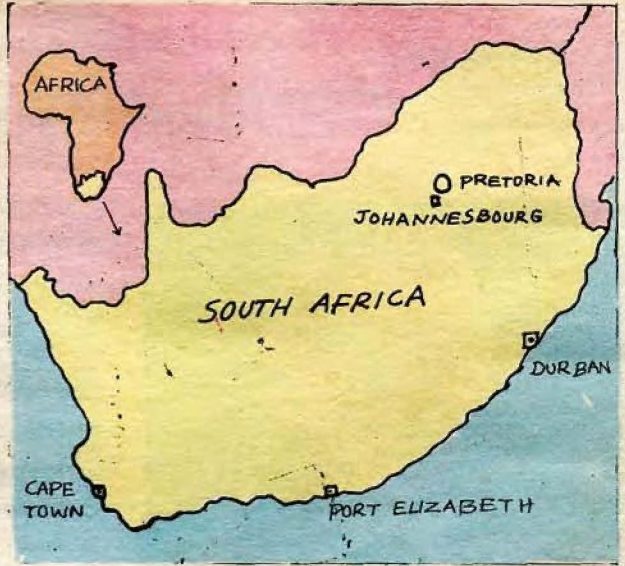 AFRICA
PRETORIA
JOHANNESBOURG
SOUTH AFRICA
DURBAN
CAPE
TOWN
PORT ELIZABETH